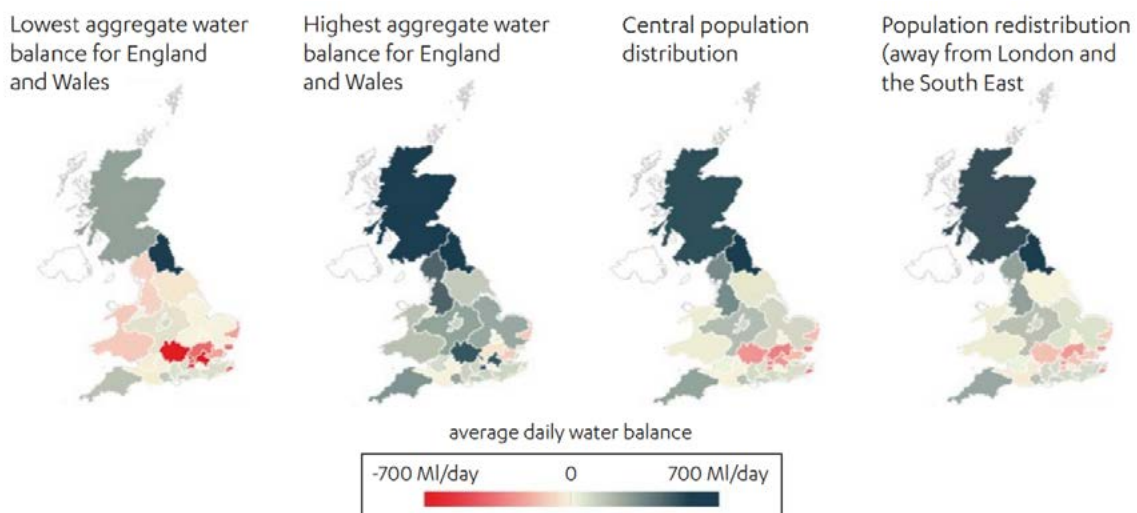 Lowest aggregate water
balance for England
and Wales
Highest aggregate water
balance for England
and Wales
Central population
distribution
Population redistribution
(away from London and
the South East
average daily water balance
-700 Ml/day 0 700 Ml/day